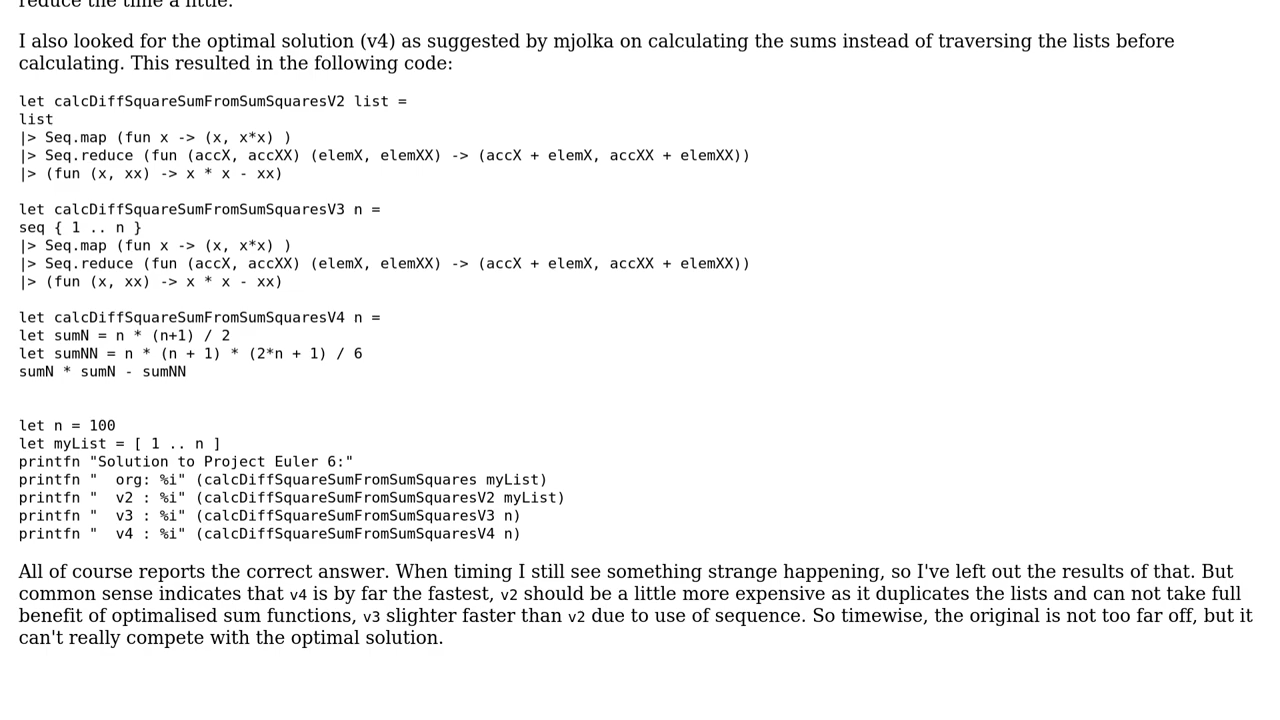 reduce the time a little.
I also looked for the optimal solution (v4) as suggested by mjolka on calculating the sums instead of traversing the lists before
calculating. This resulted in the following code:
let calcDiffSquareSumFromSumSquaresV2 list =
list
|> Seq.map (fun x -> (x, x*x) )
|> Seq.reduce (fun (accX, accXX) (elemX, elemXX) -> (accX + elemX, accXX + elemXX))
|> (fun (x, xx) -> x * x - xx)
let calcDiffSquareSumFromSumSquaresV3 n =
seq { 1 .. n }
|> Seq.map (fun x -> (x, x*x) )
|> Seq.reduce (fun (accX, accXX) (elemX, elemXX) -> (accX + elemX, accXX + elemXX))
|> (fun (x, xx) -> x * x - xx)
let calcDiffSquareSumFromSumSquaresV4 n =
let sumN = n * (n+1) / 2
let sumNN = n * (n + 1) * (2*n + 1) / 6
sumN * sumN - sumNN
let n = 100
let myList = [ 1 .. n ]
printfn "Solution to Project Euler 6:"
printfn "  org: %i" (calcDiffSquareSumFromSumSquares myList)
printfn "  v2 : %i" (calcDiffSquareSumFromSumSquaresV2 myList)
printfn "  v3 : %i" (calcDiffSquareSumFromSumSquaresV3 n)
printfn "  v4 : %i" (calcDiffSquareSumFromSumSquaresV4 n)
All of course reports the correct answer. When timing I still see something strange happening, so I've left out the results of that. But
common sense indicates that v4 is by far the fastest, v2 should be a little more expensive as it duplicates the lists and can not take full
benefit of optimalised sum functions, v3 slighter faster than v2 due to use of sequence. So timewise, the original is not too far off, but it
can't really compete with the optimal solution.